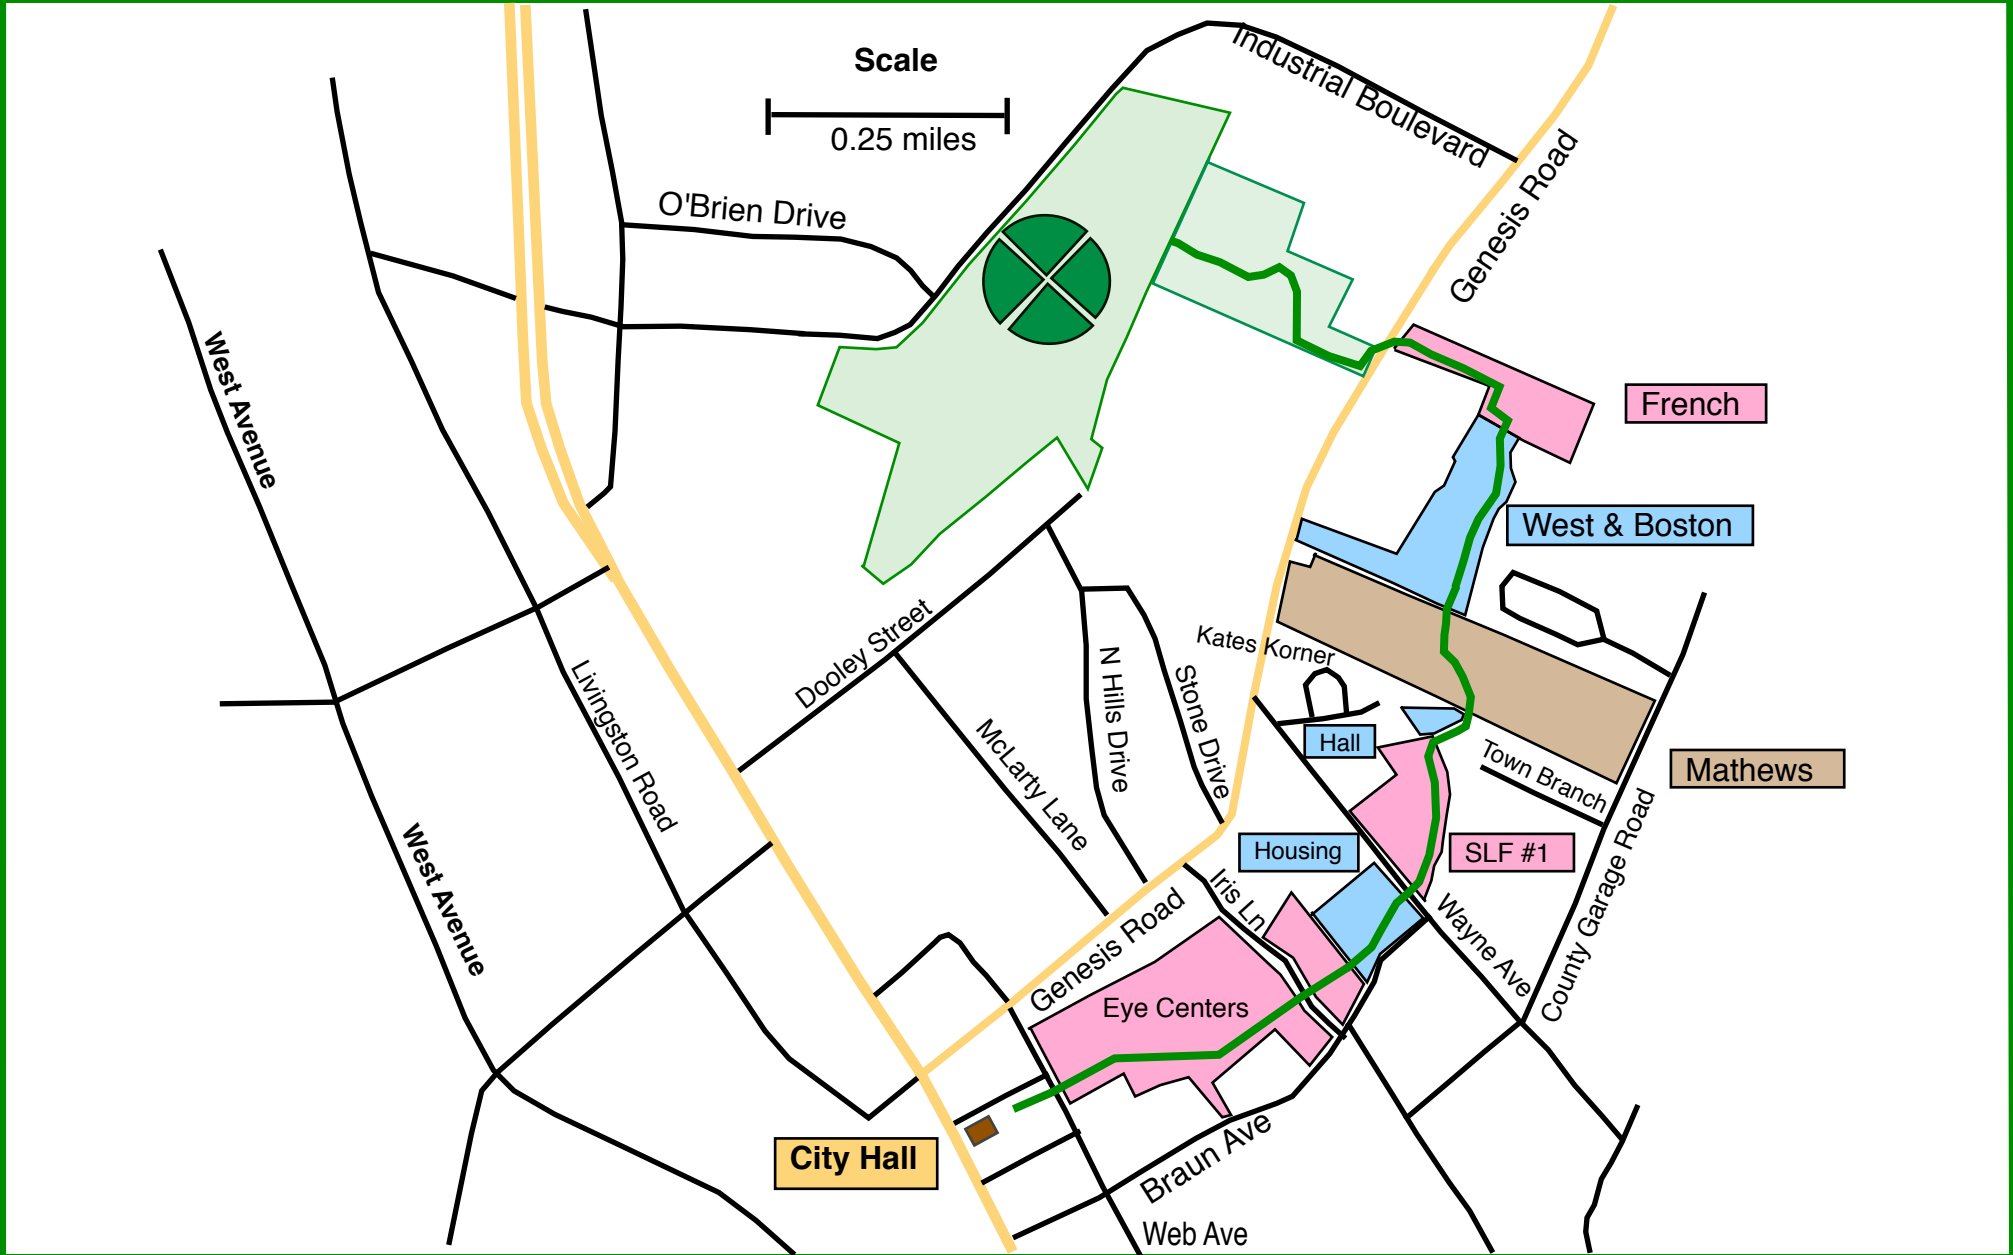 Scale
0.25 miles
Industrial Boulevard
Genesis Road
O'Brien Drive
West Avenue
French
West & Boston
Dooley Street
Kates Korner
N Hills Drive
Stone Drive
Livingston Road
McLarty Lane
Hall
Town Branch
Mathews
Housing
SLF #1
West Avenue
Iris Ln
Wayne Ave
County Garage Road
Genesis Road
Eye Centers
City Hall
Braun Ave
Web Ave